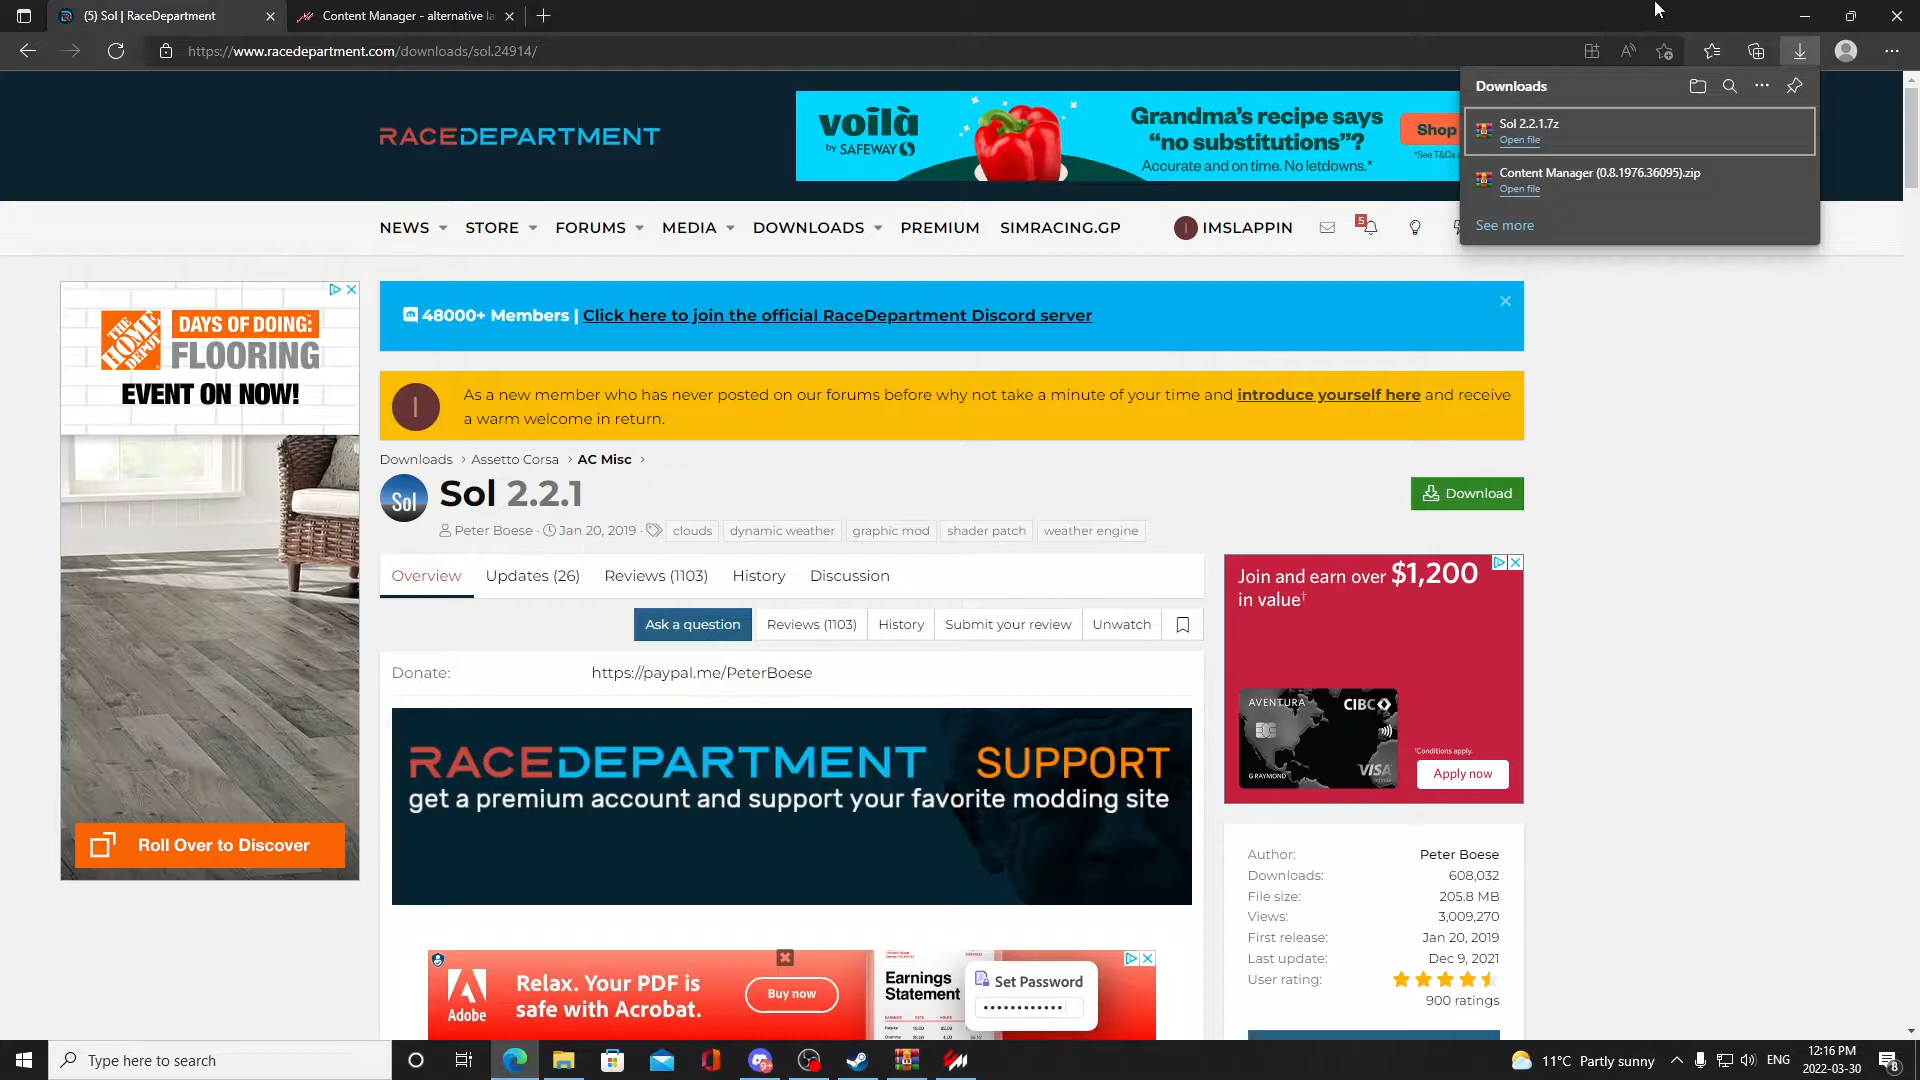 (5) Sol | RaceDepartment
Content Manager - alternative la
https://www.racedepartment.com/downloads/sol.24914/
Downloads
Sol 2.2.1.7z
Open file
Content Manager (0.8.1976.36095).zip
Open file
See more
RACEDEPARTMENT
voilà
by SAFEWAY
Grandma's recipe says
"no substitutions"?
Accurate and on time. No letdowns.*
Shop
*See T&Cs
NEWS STORE FORUMS MEDIA DOWNLOADS PREMIUM SIMRACING.GP I IMSLAPPIN 5
THE HOME DEPOT
DAYS OF DOING:
FLOORING
EVENT ON NOW!
Roll Over to Discover
48000+ Members | Click here to join the official RaceDepartment Discord server
I
As a new member who has never posted on our forums before why not take a minute of your time and introduce yourself here and receive
a warm welcome in return.
Downloads > Assetto Corsa > AC Misc >
Sol
Sol 2.2.1
Download
Peter Boese · Jan 20, 2019 · clouds dynamic weather graphic mod shader patch weather engine
Overview Updates (26) Reviews (1103) History Discussion
Ask a question Reviews (1103) History Submit your review Unwatch
Donate: https://paypal.me/PeterBoese
RACEDEPARTMENT SUPPORT
get a premium account and support your favorite modding site
Join and earn over $1,200
in value†
AVENTURA CIBC
G RAYMOND VISA
†Conditions apply.
Apply now
Author: Peter Boese
Downloads: 608,032
File size: 205.8 MB
Views: 3,009,270
First release: Jan 20, 2019
Last update: Dec 9, 2021
User rating:
900 ratings
Adobe
Relax. Your PDF is
safe with Acrobat.
Buy now
Earnings
Statement
Set Password
Type here to search
9+
11°C Partly sunny
ENG
12:16 PM
2022-03-30
8